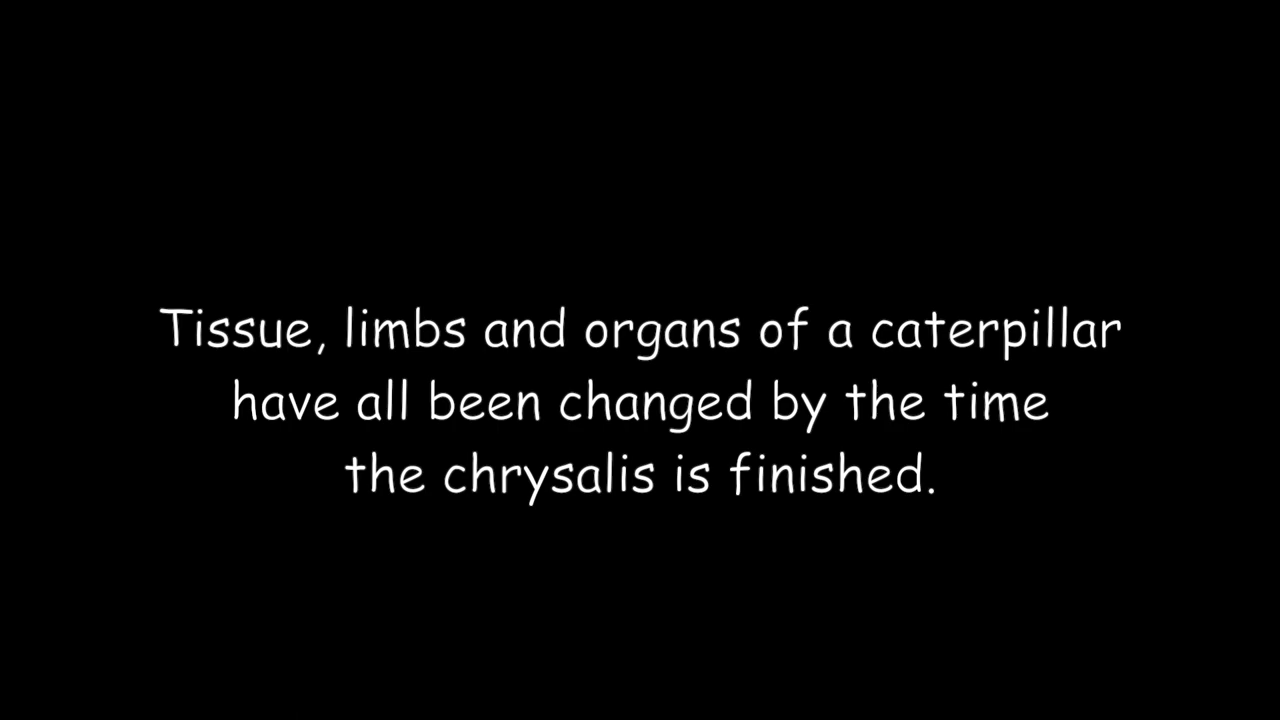 Tissue, limbs and organs of a caterpillar
have all been changed by the time
the chrysalis is finished.